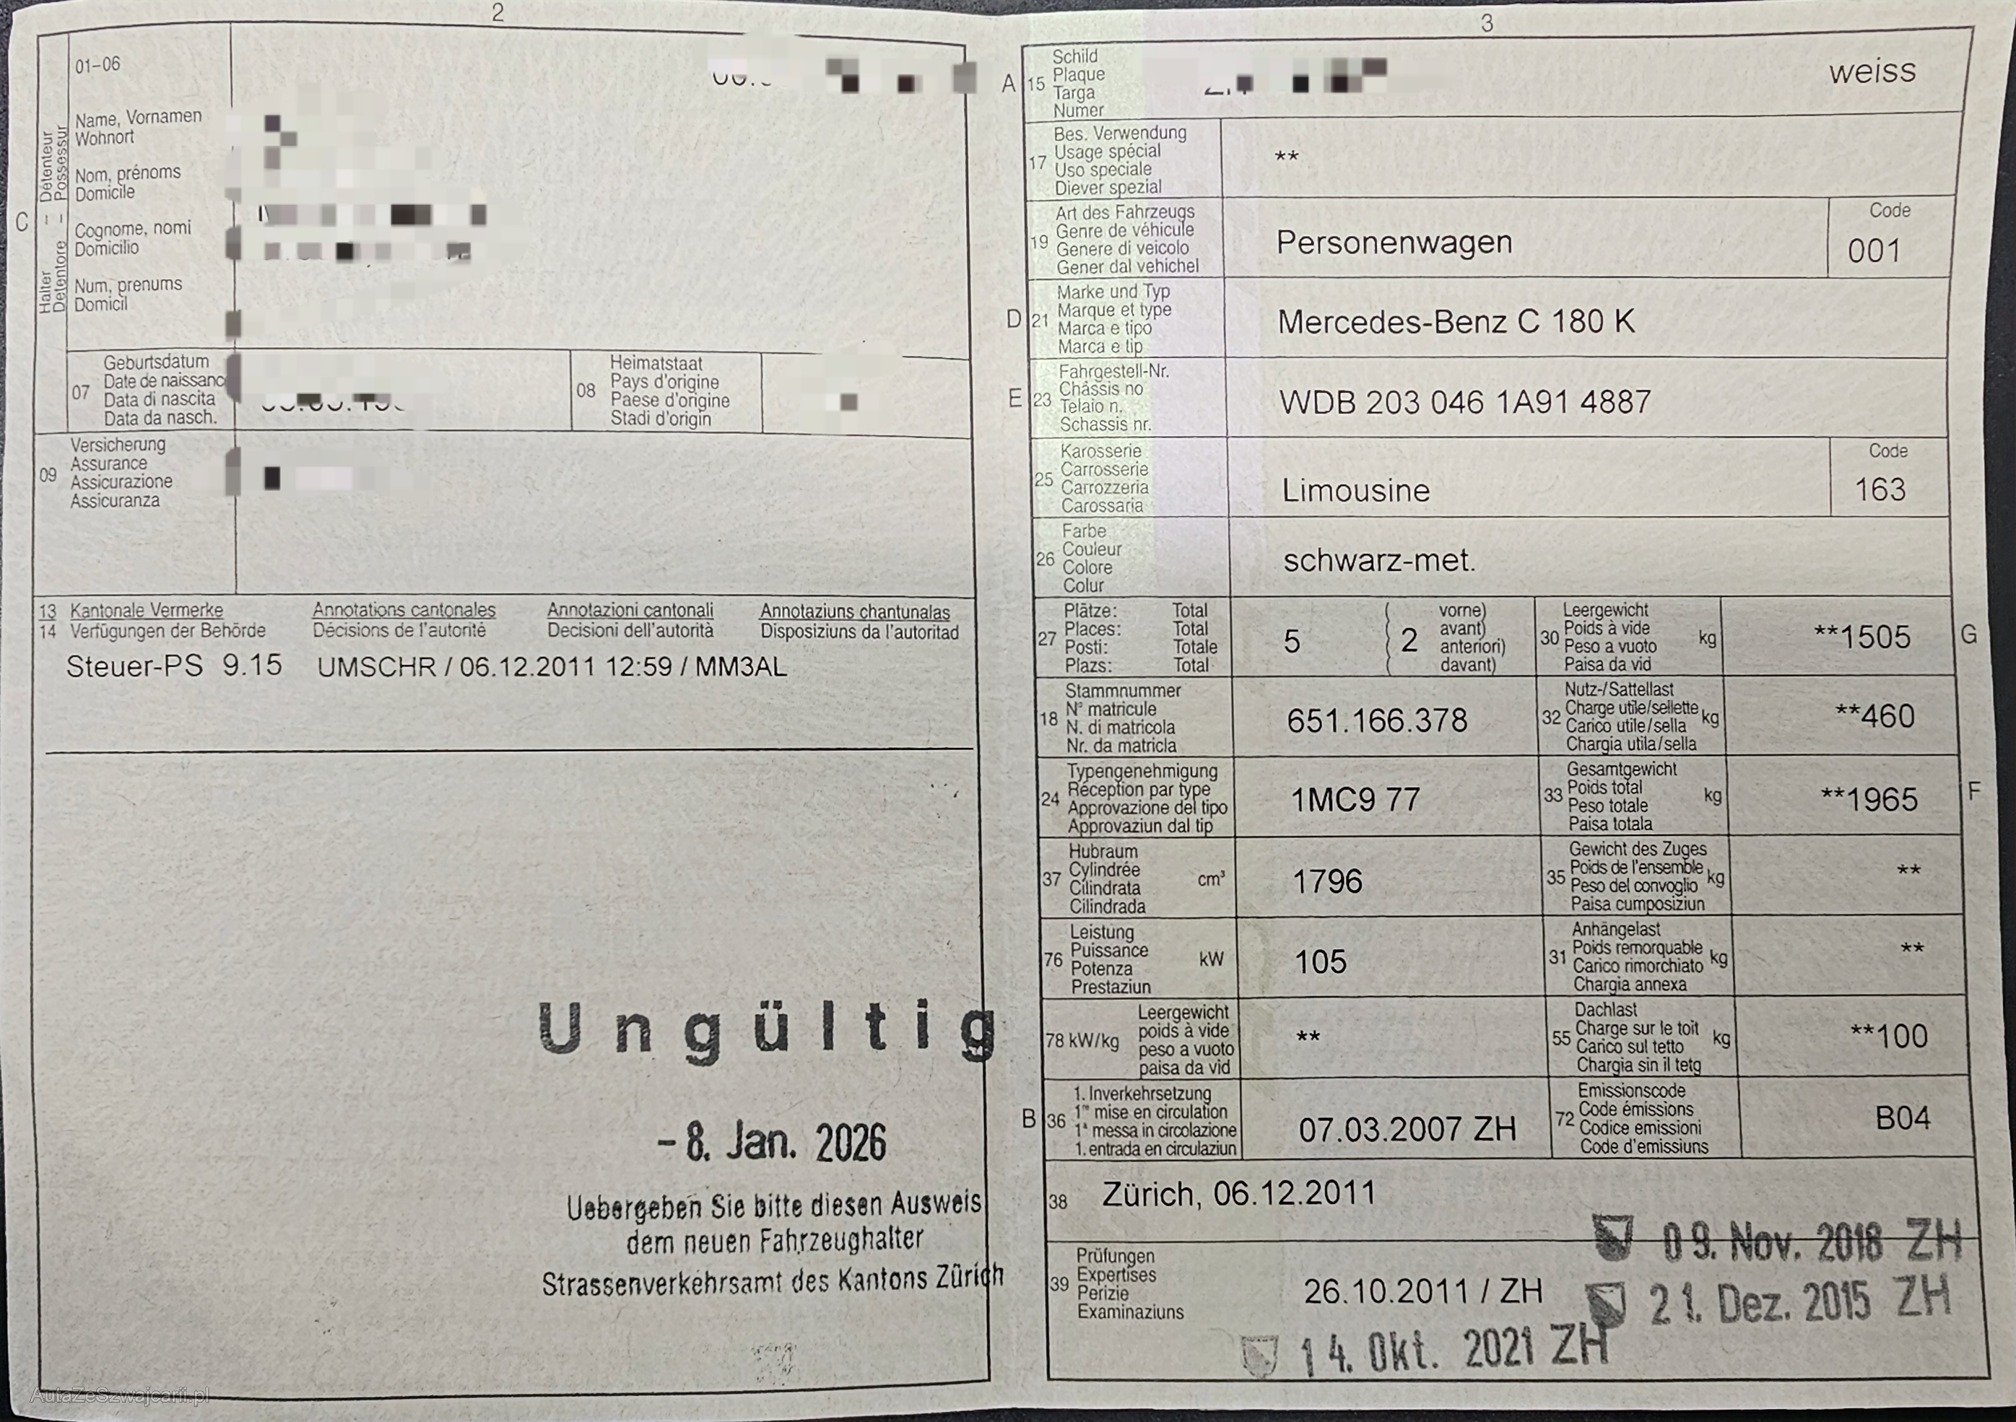 2
01-06
Name, Vornamen
Wohnort
Nom, prénoms
Domicile
Cognome, nomi
Domicilio
Num, prenums
Domicil
C
Halter – Détenteur
Detentore – Possessur
07
Geburtsdatum
Date de naissanc
Data di nascita
Data da nasch.
08
Heimatstaat
Pays d'origine
Paese d'origine
Stadi d'origin
09
Versicherung
Assurance
Assicurazione
Assicuranza
13 Kantonale Vermerke Annotations cantonales Annotazioni cantonali Annotaziuns chantunalas
14 Verfügungen der Behörde Décisions de l'autorité Decisioni dell'autorità Disposiziuns da l'autoritad
Steuer-PS 9.15 UMSCHR / 06.12.2011 12:59 / MM3AL
Ungültig
-8. Jan. 2026
Uebergeben Sie bitte diesen Ausweis
dem neuen Fahrzeughalter
Strassenverkehrsamt des Kantons Zürich
AutaZeSzwajcarii.pl
3
A 15
Schild
Plaque
Targa
Numer
weiss
17
Bes. Verwendung
Usage spécial
Uso speciale
Diever spezial
**
19
Art des Fahrzeugs
Genre de véhicule
Genere di veicolo
Gener dal vehichel
Personenwagen
Code
001
D 21
Marke und Typ
Marque et type
Marca e tipo
Marca e tip
Mercedes-Benz C 180 K
E 23
Fahrgestell-Nr.
Châssis no
Telaio n.
Schassis nr.
WDB 203 046 1A91 4887
25
Karosserie
Carrosserie
Carrozzeria
Carossaria
Limousine
Code
163
26
Farbe
Couleur
Colore
Colur
schwarz-met.
27
Plätze: Total
Places: Total
Posti: Totale
Plazs: Total
5
( 2 vorne)
avant)
anteriori)
davant)
30
Leergewicht
Poids à vide
Peso a vuoto
Paisa da vid
kg
**1505
G
18
Stammnummer
N° matricule
N. di matricola
Nr. da matricla
651.166.378
32
Nutz-/Sattellast
Charge utile/sellette
Carico utile/sella
Chargia utila/sella
kg
**460
24
Typengenehmigung
Réception par type
Approvazione del tipo
Approvaziun dal tip
1MC9 77
33
Gesamtgewicht
Poids total
Peso totale
Paisa totala
kg
**1965
F
37
Hubraum
Cylindrée
Cilindrata
Cilindrada
cm³
1796
35
Gewicht des Zuges
Poids de l'ensemble
Peso del convoglio
Paisa cumposiziun
kg
**
76
Leistung
Puissance
Potenza
Prestaziun
kW
105
31
Anhängelast
Poids remorquable
Carico rimorchiato
Chargia annexa
kg
**
78 kW/kg
Leergewicht
poids à vide
peso a vuoto
paisa da vid
**
55
Dachlast
Charge sur le toit
Carico sul tetto
Chargia sin il tetg
kg
**100
B 36
1. Inverkehrsetzung
1re mise en circulation
1a messa in circolazione
1. entrada en circulaziun
07.03.2007 ZH
72
Emissionscode
Code émissions
Codice emissioni
Code d'emissiuns
B04
38
Zürich, 06.12.2011
39
Prüfungen
Expertises
Perizie
Examinaziuns
09. Nov. 2018 ZH
26.10.2011 / ZH
21. Dez. 2015 ZH
14. Okt. 2021 ZH